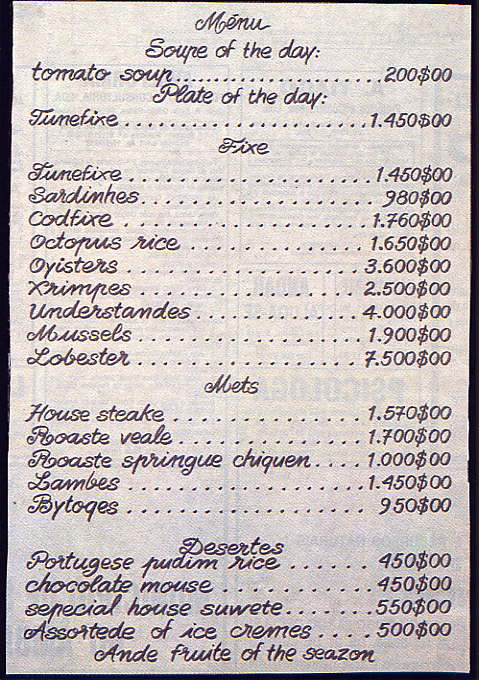 Ménu
Soupe of the day:
tomato soup......................200$00
Plate of the day:
Tunefixe......................1.450$00
Fixe
Tunefixe......................1.450$00
Sardinhes......................980$00
Codfixe......................1.760$00
Octopus rice......................1.650$00
Oyisters......................3.600$00
Xrimpes......................2.500$00
Understandes......................4.000$00
Mussels......................1.900$00
Lobester......................7.500$00
Mets
House steake......................1.570$00
Roaste veale......................1.700$00
Roaste springue chiquen....1.000$00
Lambes......................1.450$00
Bytoqes......................950$00
Desertes
Portugese pudim rice......450$00
chocolate mouse............450$00
sepecial house suwete.......550$00
Assortede of ice cremes....500$00
Ande fruite of the seazon